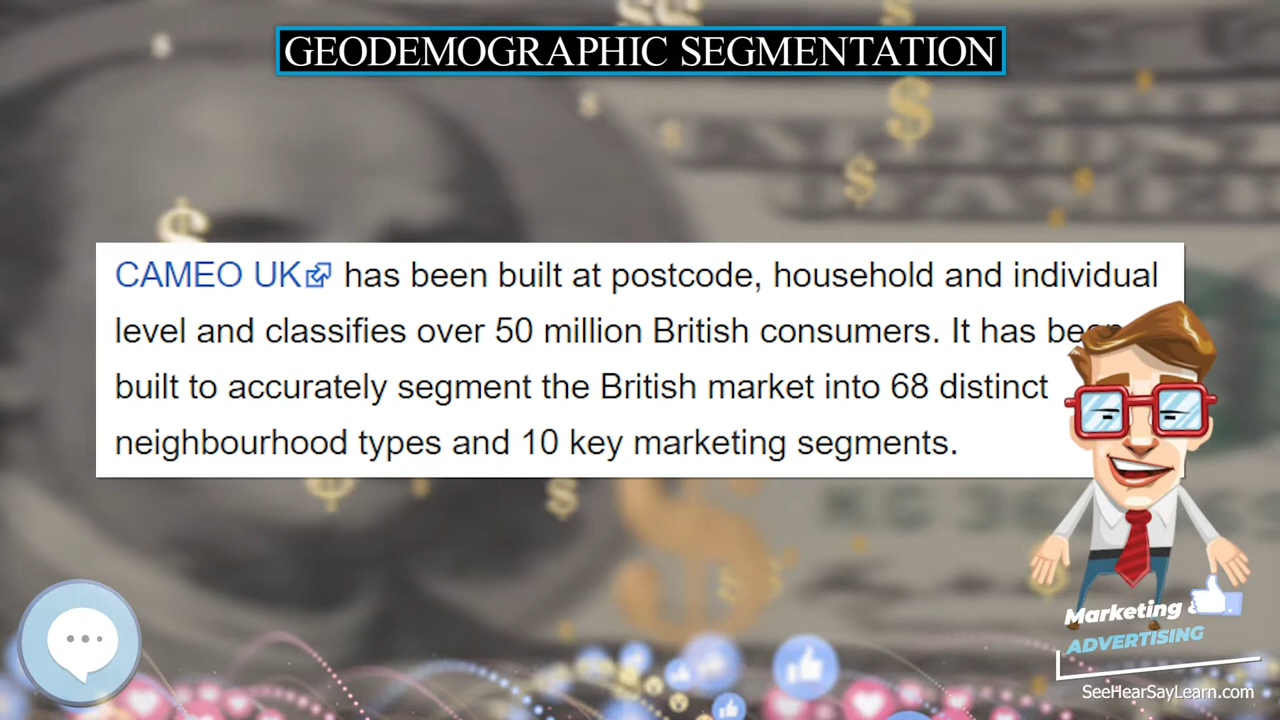 GEODEMOGRAPHIC SEGMENTATION
CAMEO UK has been built at postcode, household and individual
level and classifies over 50 million British consumers. It has been
built to accurately segment the British market into 68 distinct
neighbourhood types and 10 key marketing segments.
Marketing &
ADVERTISING
SeeHearSayLearn.com